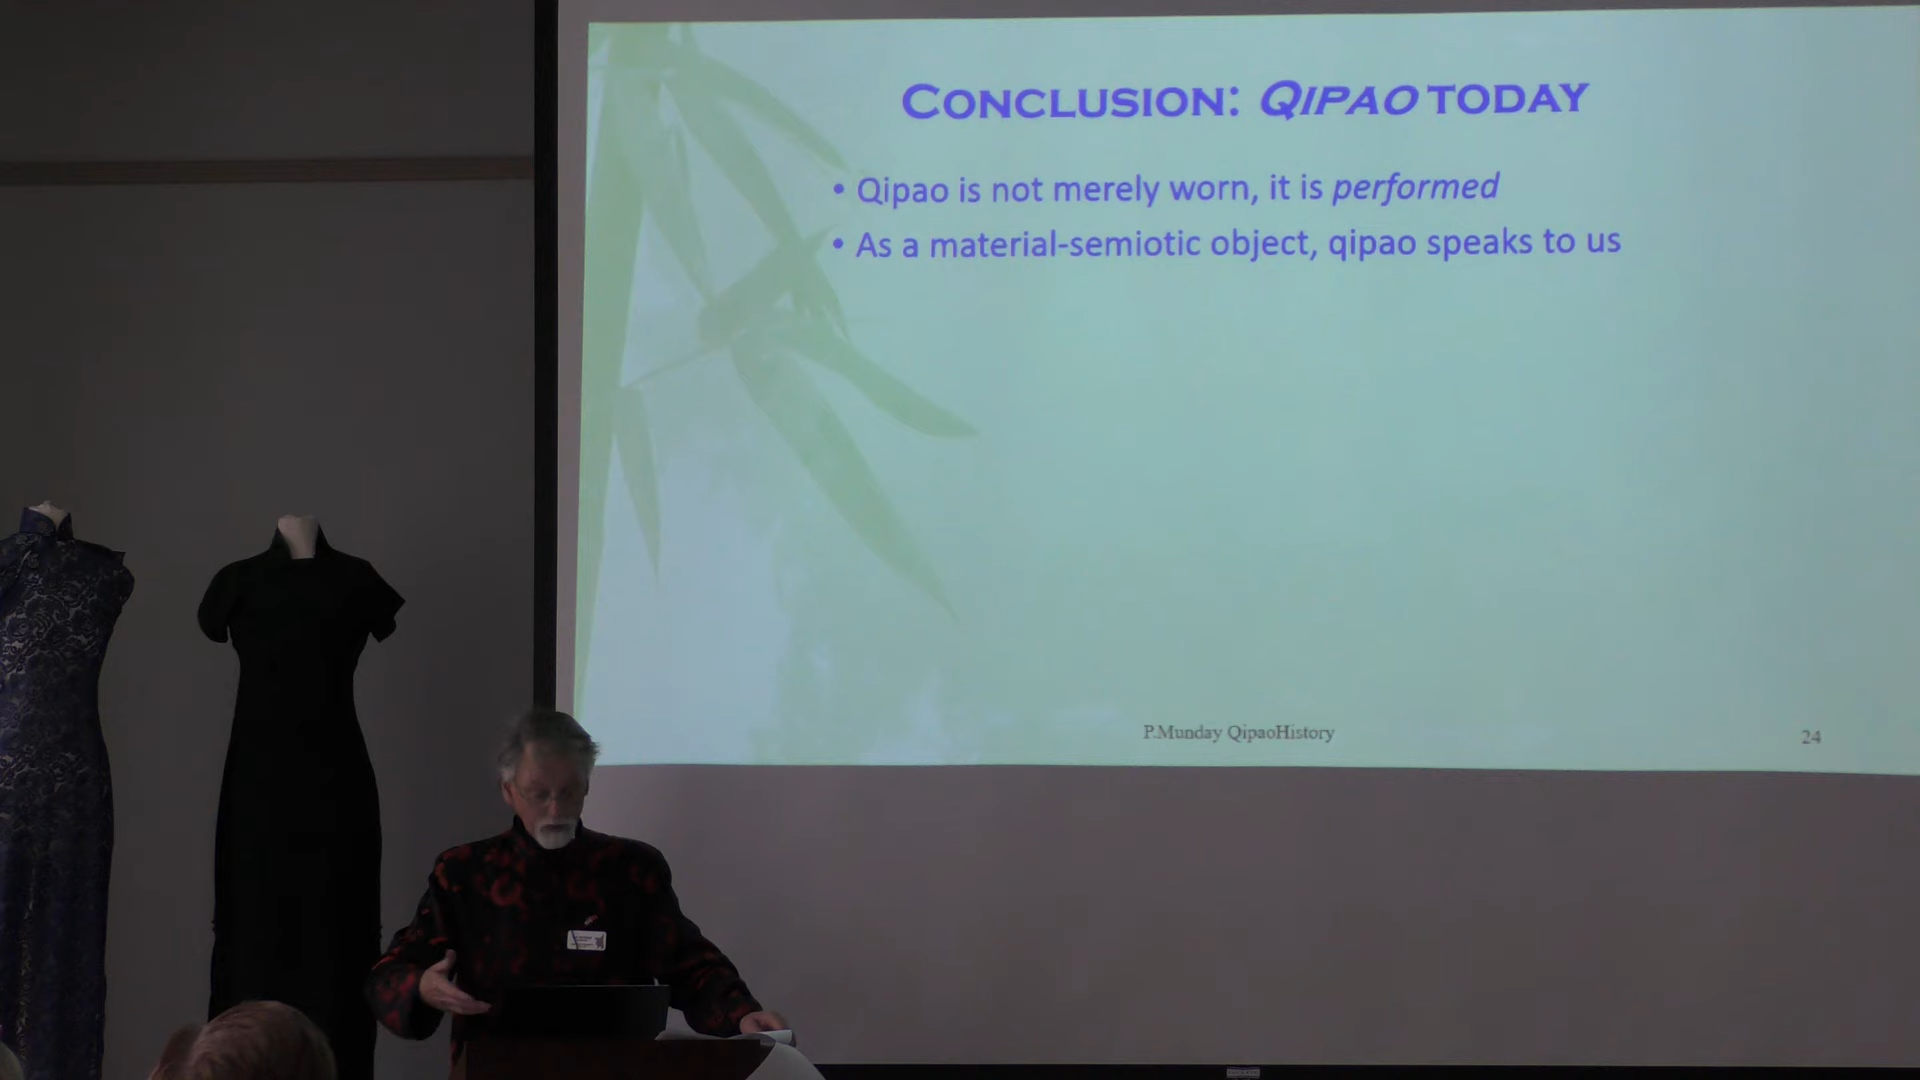 CONCLUSION: QIPAO TODAY
• Qipao is not merely worn, it is performed
• As a material-semiotic object, qipao speaks to us
P.Munday QipaoHistory
24